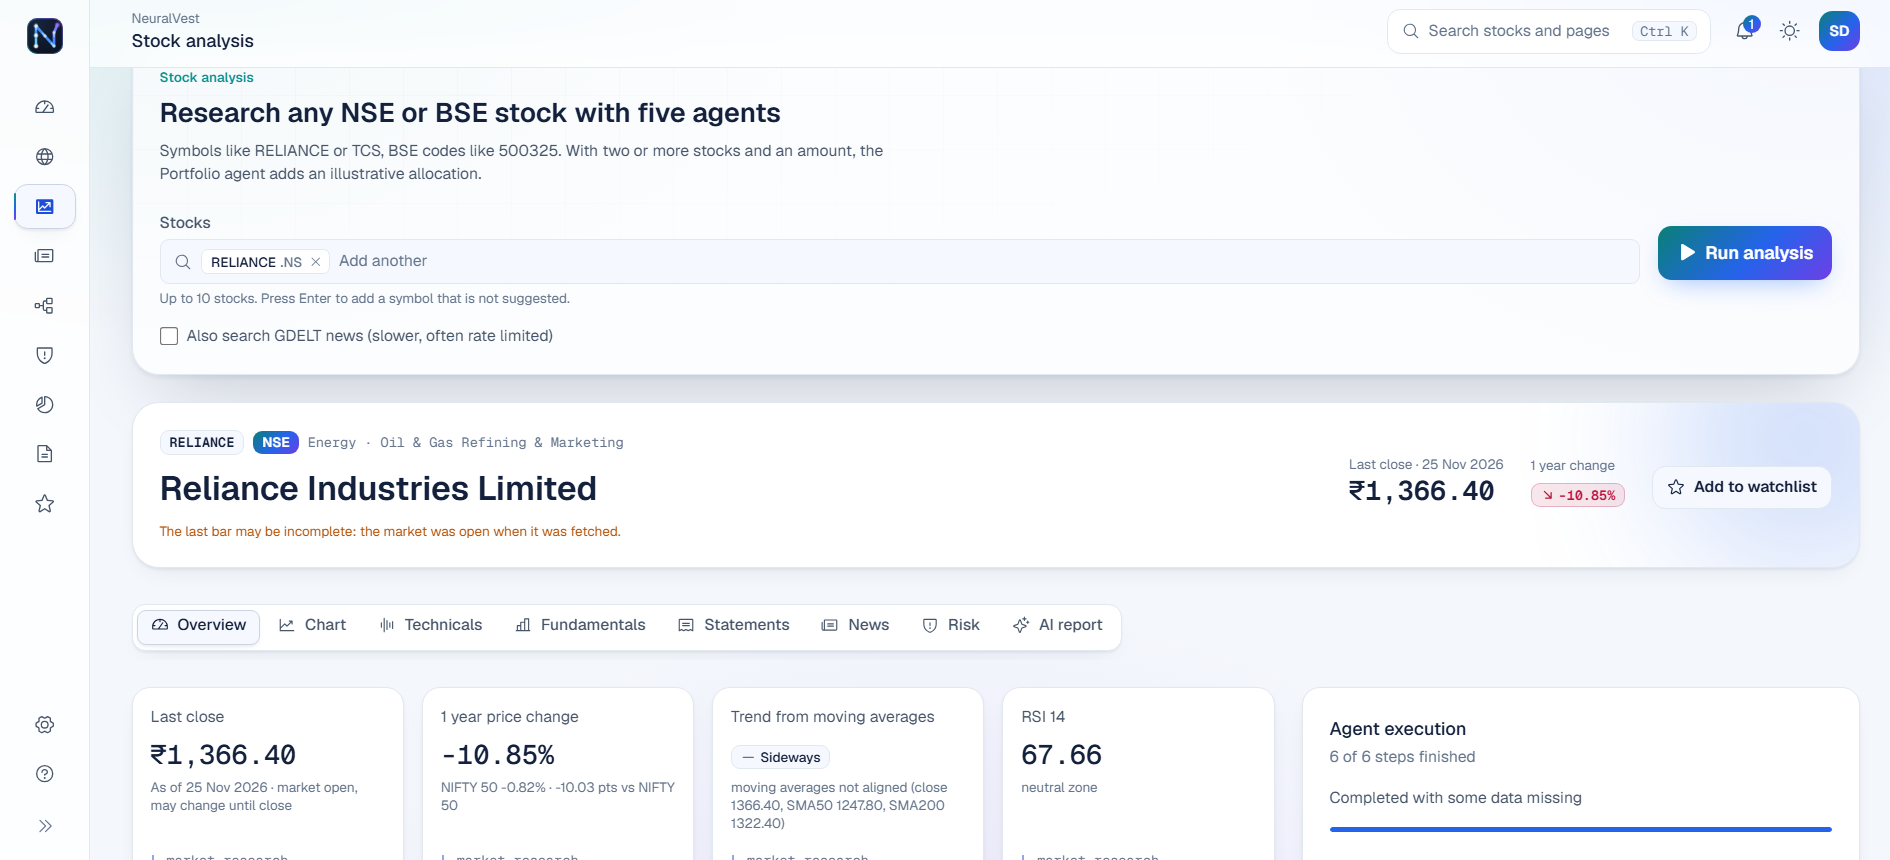 NeuralVest
Stock analysis
Search stocks and pages
Ctrl K
1
SD
Stock analysis
Research any NSE or BSE stock with five agents
Symbols like RELIANCE or TCS, BSE codes like 500325. With two or more stocks and an amount, the
Portfolio agent adds an illustrative allocation.
Stocks
RELIANCE .NS
Add another
Run analysis
Up to 10 stocks. Press Enter to add a symbol that is not suggested.
Also search GDELT news (slower, often rate limited)
RELIANCE NSE Energy · Oil & Gas Refining & Marketing
Reliance Industries Limited
The last bar may be incomplete: the market was open when it was fetched.
Last close · 25 Nov 2026
₹1,366.40
1 year change
-10.85%
Add to watchlist
Overview Chart Technicals Fundamentals Statements News Risk AI report
Last close
₹1,366.40
As of 25 Nov 2026 · market open,
may change until close
market research
1 year price change
-10.85%
NIFTY 50 -0.82% · -10.03 pts vs NIFTY
50
market research
Trend from moving averages
— Sideways
moving averages not aligned (close
1366.40, SMA50 1247.80, SMA200
1322.40)
market research
RSI 14
67.66
neutral zone
market research
Agent execution
6 of 6 steps finished
Completed with some data missing